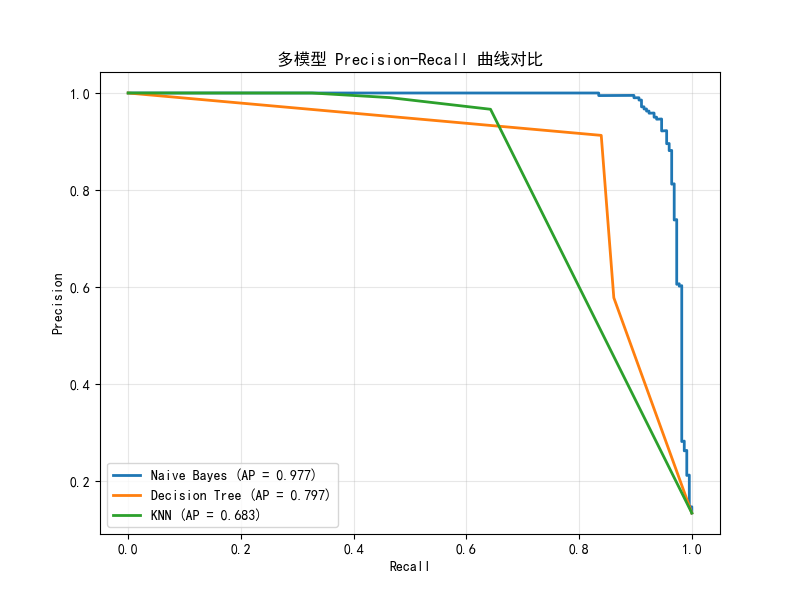 多模型 Precision-Recall 曲线对比
1.0
0.8
0.6
0.4
0.2
Precision
Naive Bayes (AP = 0.977)
Decision Tree (AP = 0.797)
KNN (AP = 0.683)
0.0 0.2 0.4 0.6 0.8 1.0
Recall